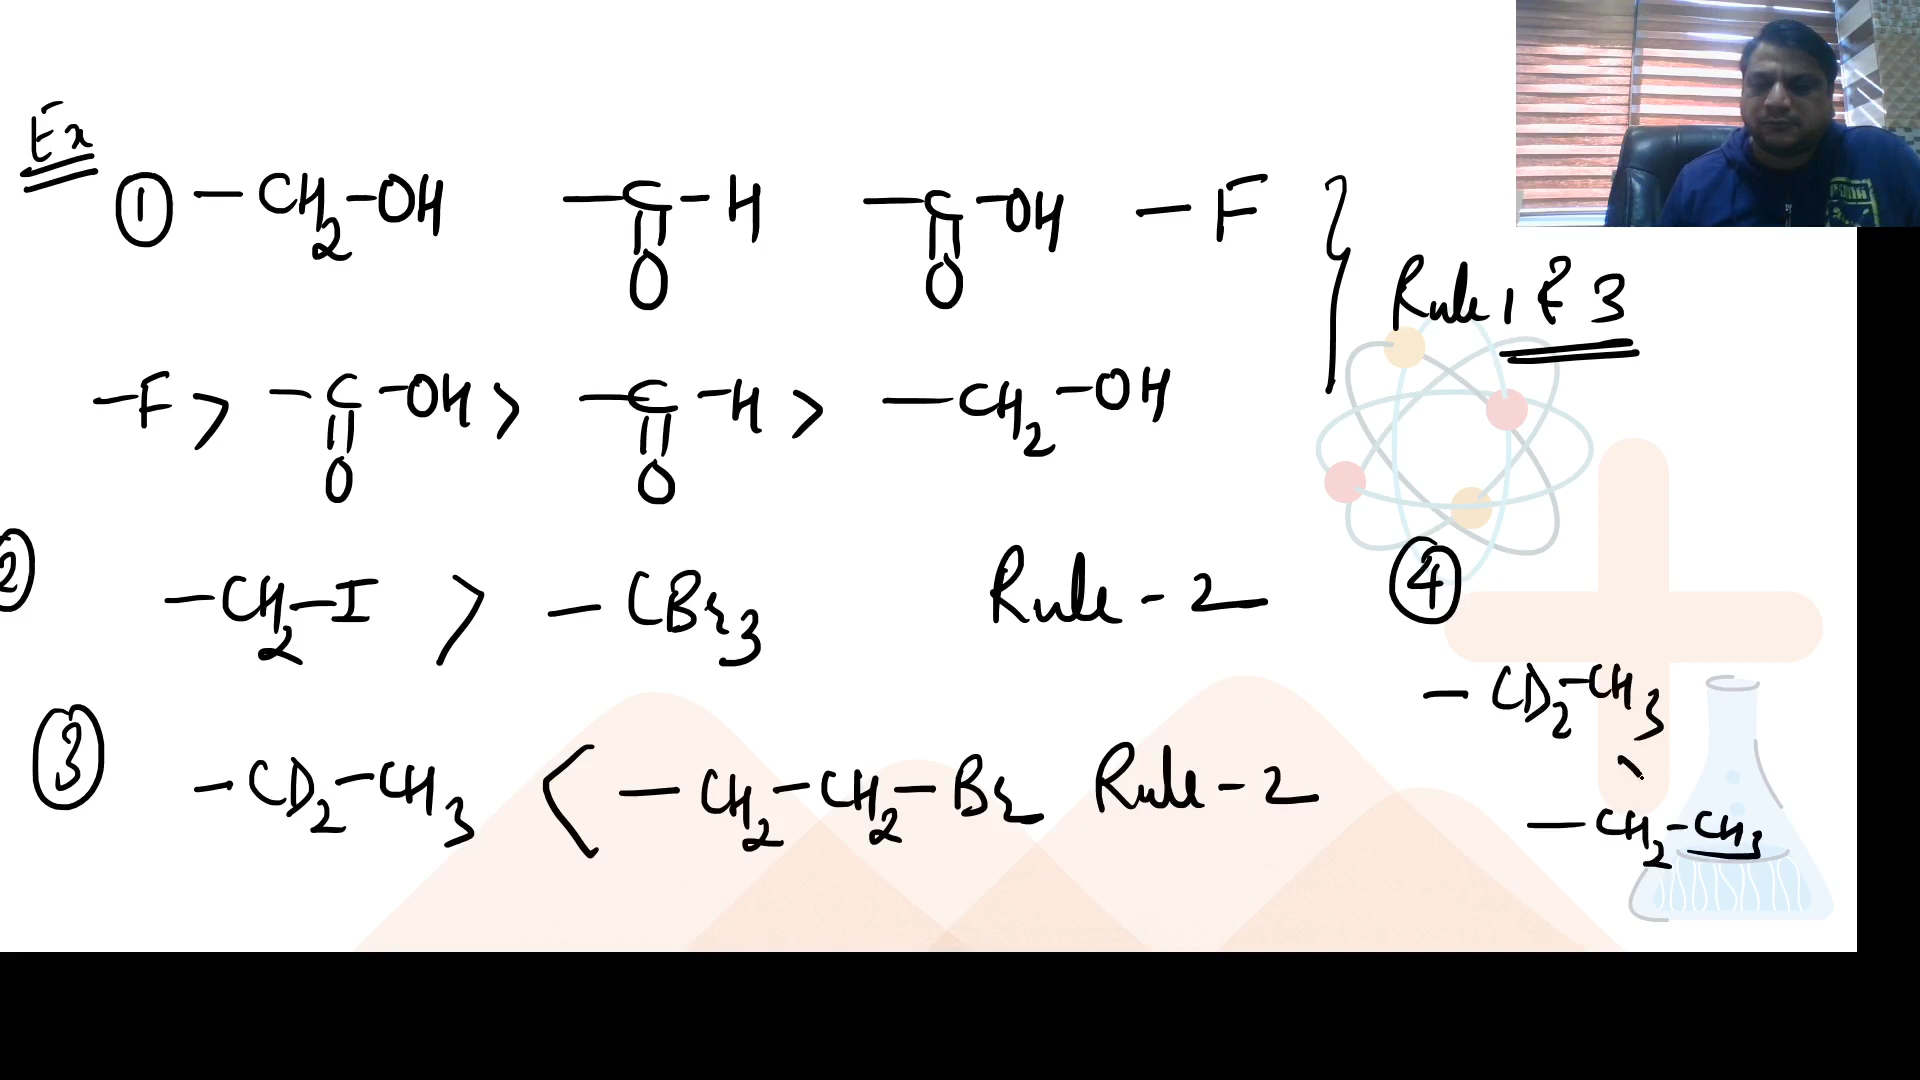 Ex
① –CH₂–OH –C–H –C–OH –F }
O O
Rule 1 & 3
–F > –C–OH > –C–H > –CH₂–OH
O O
② –CH₂–I > –CBr₃ Rule-2 ④
–CD₂–CH₃
③ –CD₂–CH₃ < –CH₂–CH₂–Br Rule-2
–CH₂–CH₃